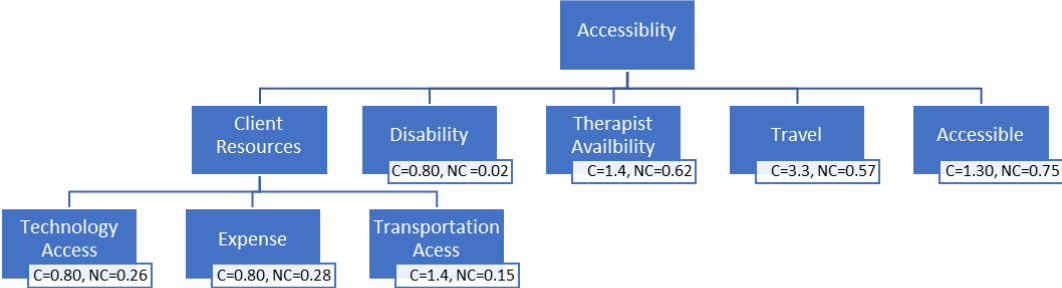 Accessiblity
Client
Resources
Disability
C=0.80, NC =0.02
Therapist
Availbility
C=1.4, NC=0.62
Travel
C=3.3, NC=0.57
Accessible
C=1.30, NC=0.75
Technology
Access
C=0.80, NC=0.26
Expense
C=0.80, NC=0.28
Transportation
Acess
C=1.4, NC=0.15